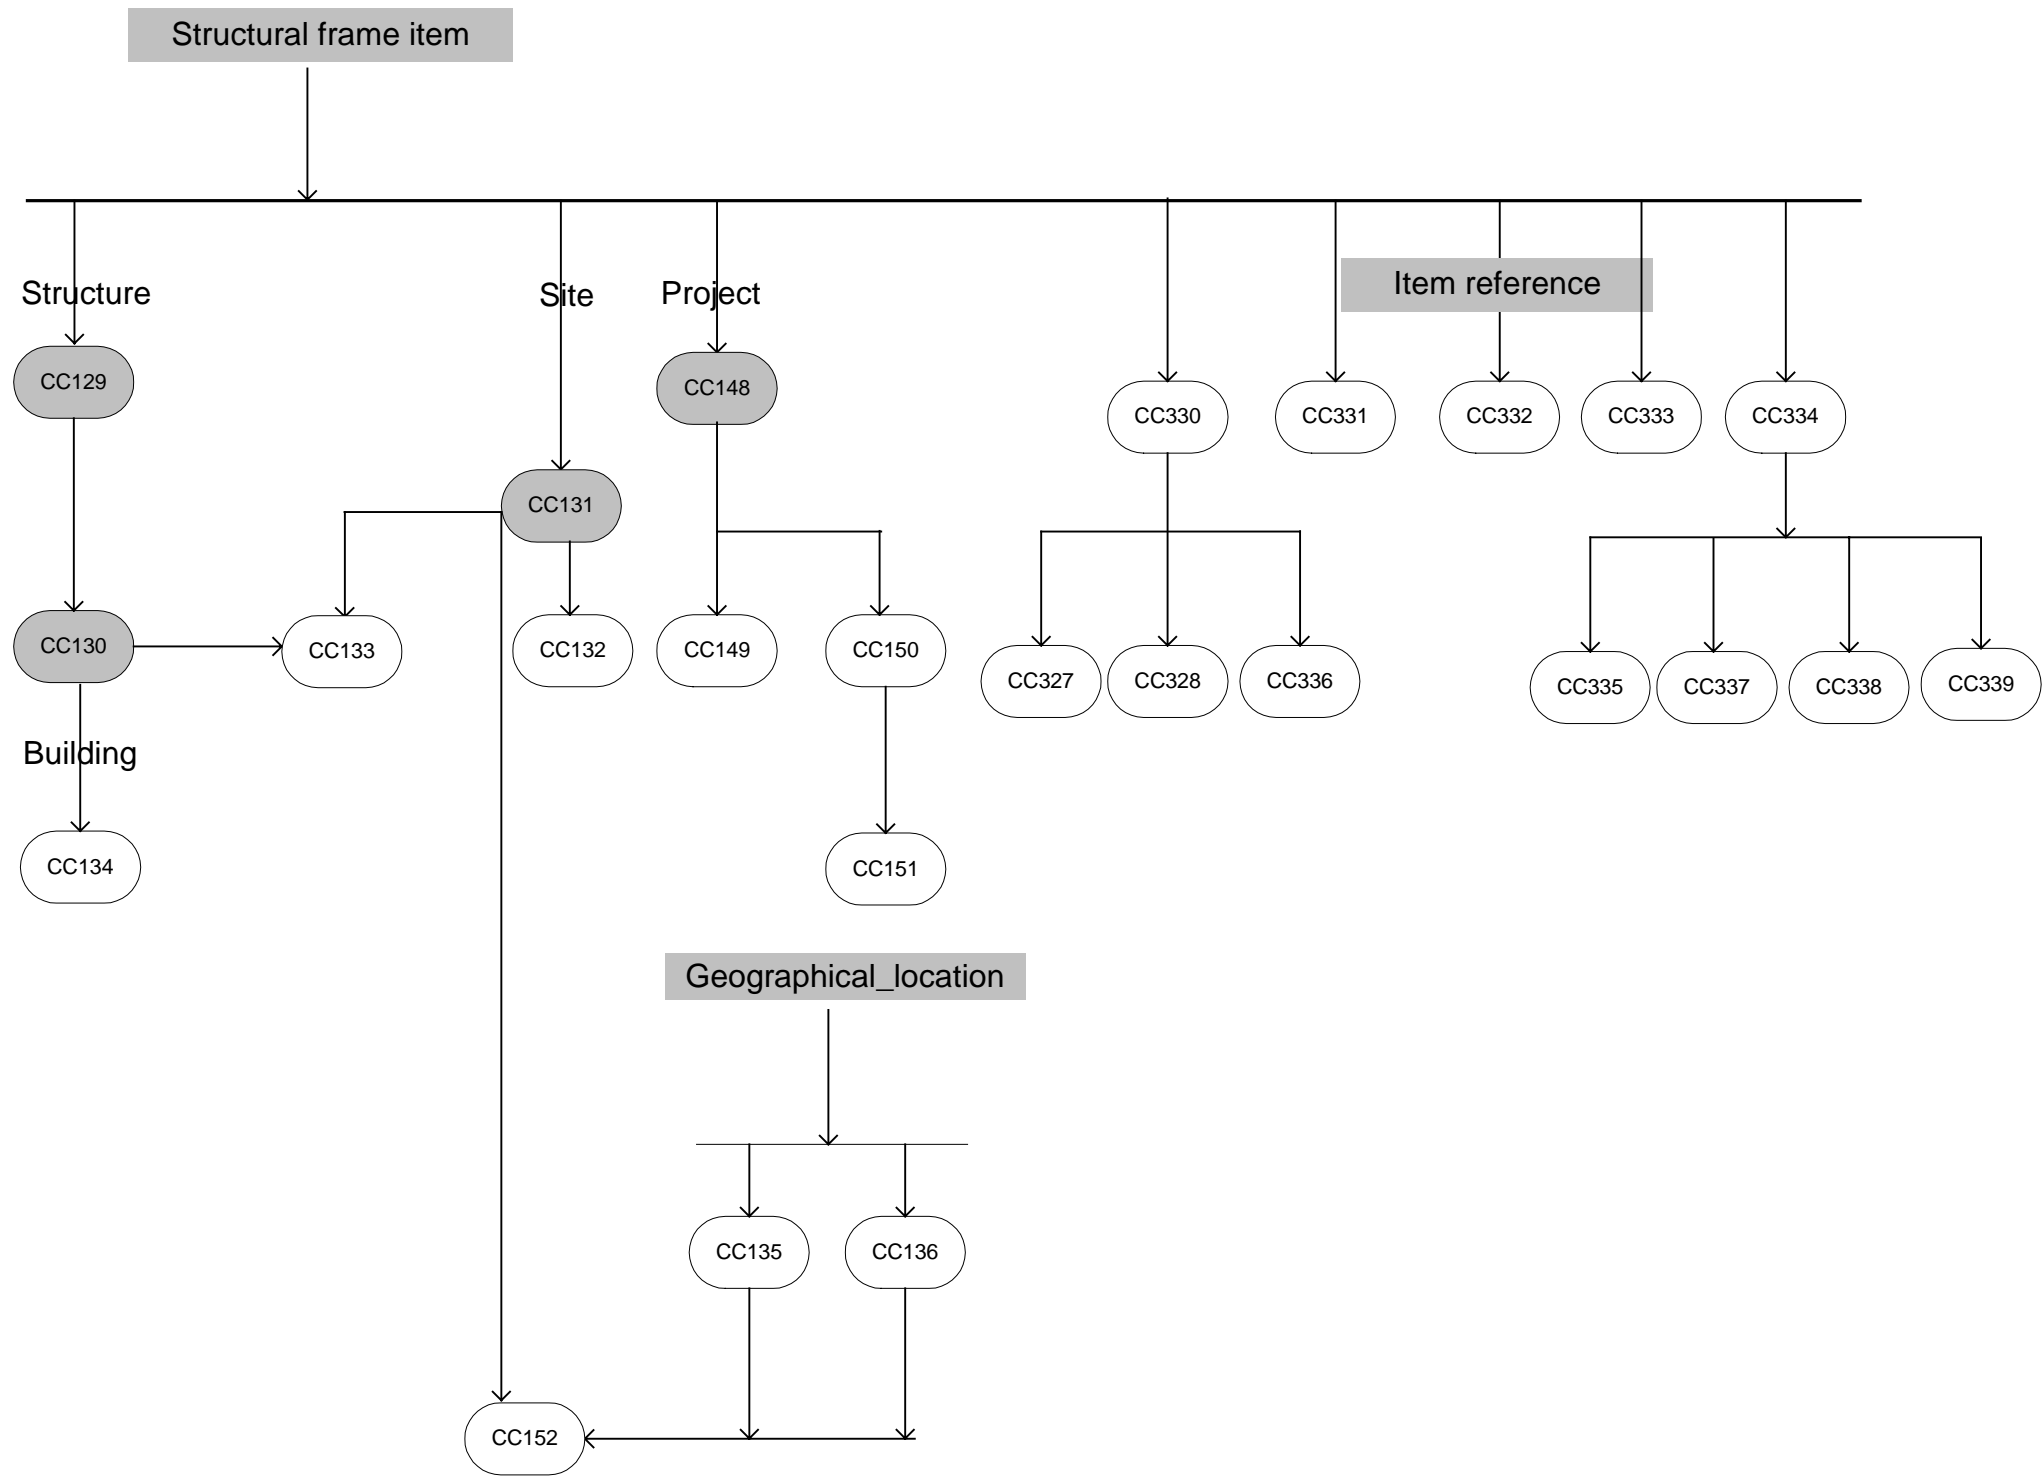 Structural frame item
Structure
Site
Project
Item reference
CC129
CC148
CC330
CC331
CC332
CC333
CC334
CC131
CC130
CC133
CC132
CC149
CC150
CC327
CC328
CC336
CC335
CC337
CC338
CC339
Building
CC134
CC151
Geographical_location
CC135
CC136
CC152